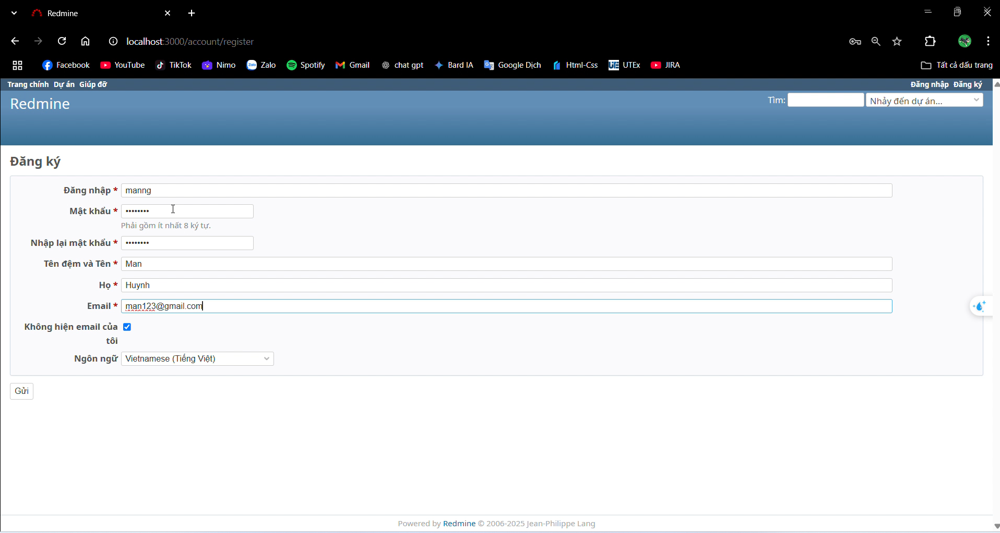 Redmine
localhost:3000/account/register
Facebook YouTube TikTok Nimo Zalo Spotify Gmail chat gpt Bard IA Google Dịch Html-Css UTEx JIRA Tất cả dấu trang
Trang chính Dự án Giúp đỡ Đăng nhập Đăng ký
Redmine Tìm: Nhảy đến dự án...
Đăng ký
Đăng nhập * manng
Mật khẩu * ••••••••
Phải gồm ít nhất 8 ký tự.
Nhập lại mật khẩu * ••••••••
Tên đệm và Tên * Man
Họ * Huynh
Email * man123@gmail.com
Không hiện email của
tôi
Ngôn ngữ Vietnamese (Tiếng Việt)
Gửi
Powered by Redmine © 2006-2025 Jean-Philippe Lang